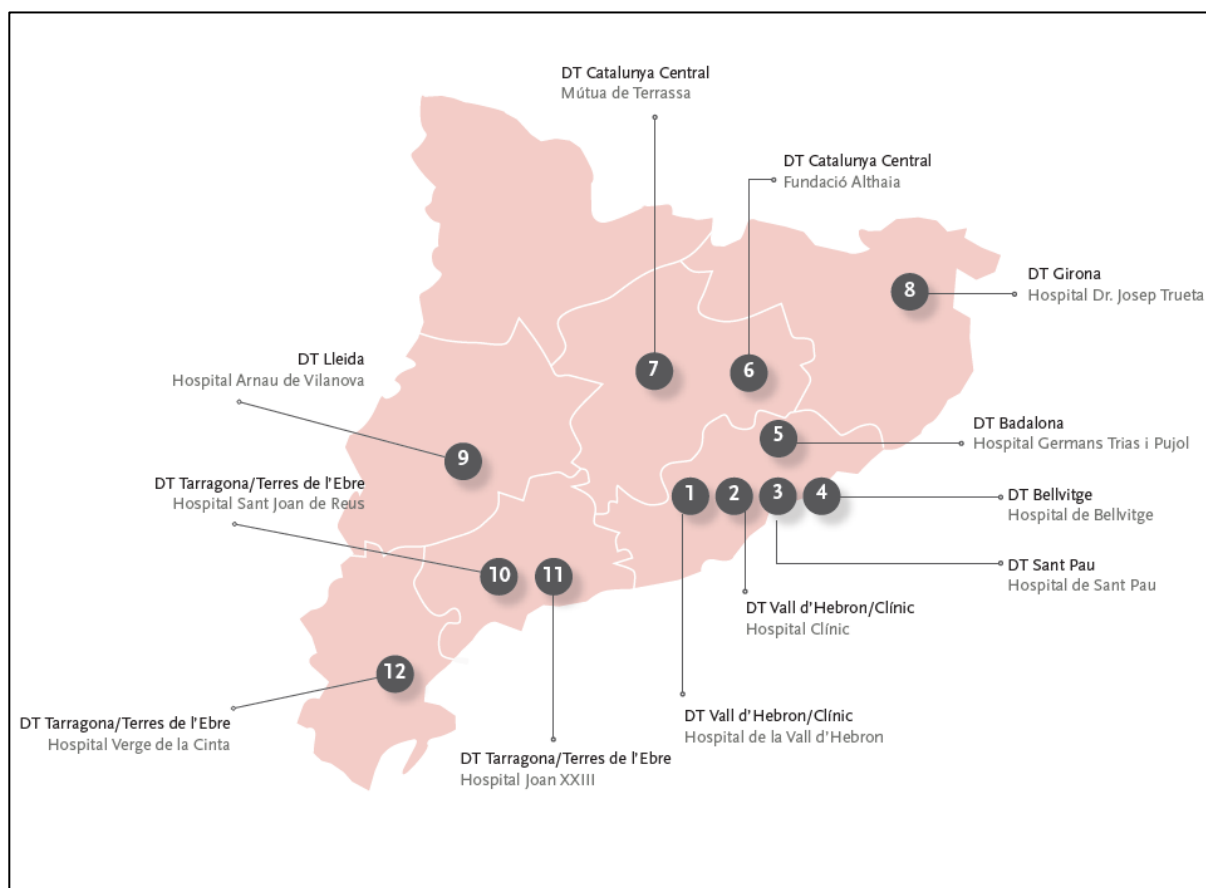 DT Catalunya Central
Mútua de Terrassa
DT Catalunya Central
Fundació Althaia
8
DT Girona
Hospital Dr. Josep Trueta
DT Lleida
Hospital Arnau de Vilanova
7
6
DT Badalona
Hospital Germans Trias i Pujol
5
9
DT Tarragona/Terres de l'Ebre
Hospital Sant Joan de Reus
1
2
3
4
DT Bellvitge
Hospital de Bellvitge
DT Sant Pau
Hospital de Sant Pau
10
11
DT Vall d'Hebron/Clínic
Hospital Clínic
12
DT Tarragona/Terres de l'Ebre
Hospital Verge de la Cinta
DT Vall d'Hebron/Clínic
Hospital de la Vall d'Hebron
DT Tarragona/Terres de l'Ebre
Hospital Joan XXIII